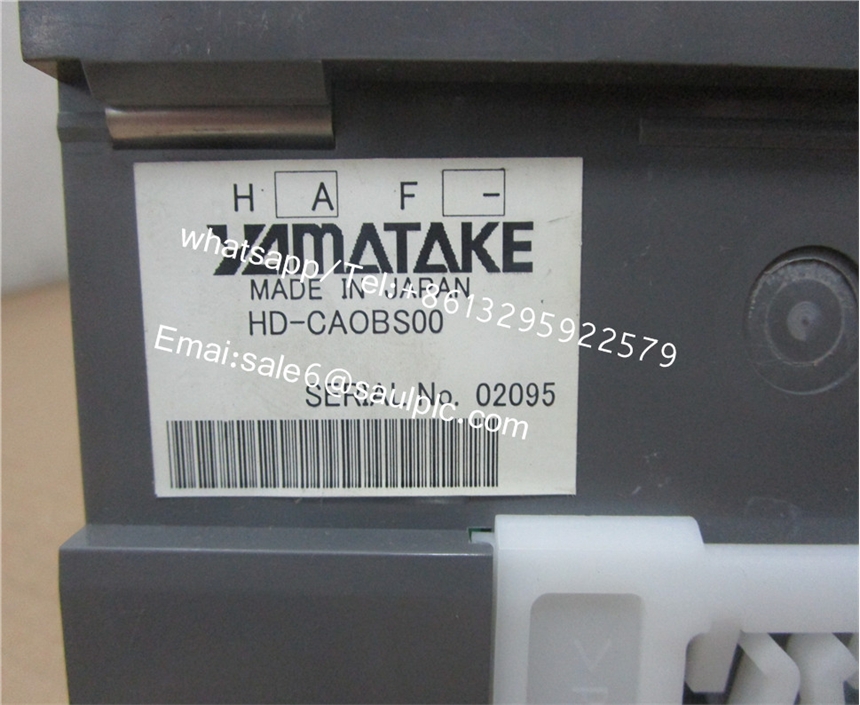 H A F -
YAMATAKE
MADE IN JAPAN
HD-CAOBS00
SERIAL No. 02095
whatsapp/Tel:+8613295922579
Emai:sale6@saulplc.com